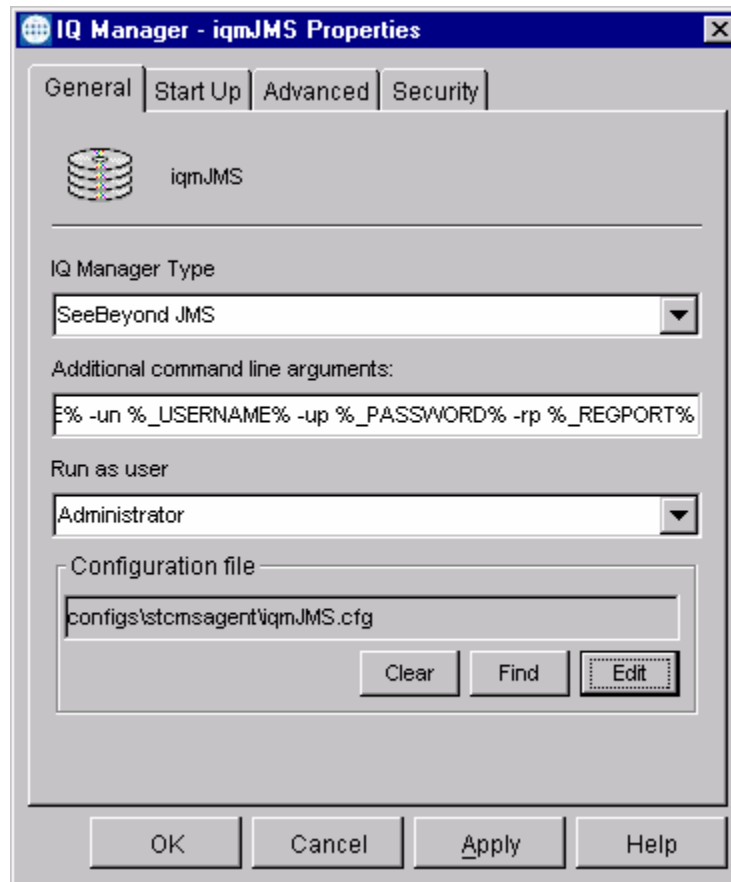 IQ Manager - iqmJMS Properties
General Start Up Advanced Security
iqmJMS
IQ Manager Type
SeeBeyond JMS
Additional command line arguments:
E% -un %_USERNAME% -up %_PASSWORD% -rp %_REGPORT%
Run as user
Administrator
Configuration file
configs\stcmsagent\iqmJMS.cfg
Clear Find Edit
OK Cancel Apply Help